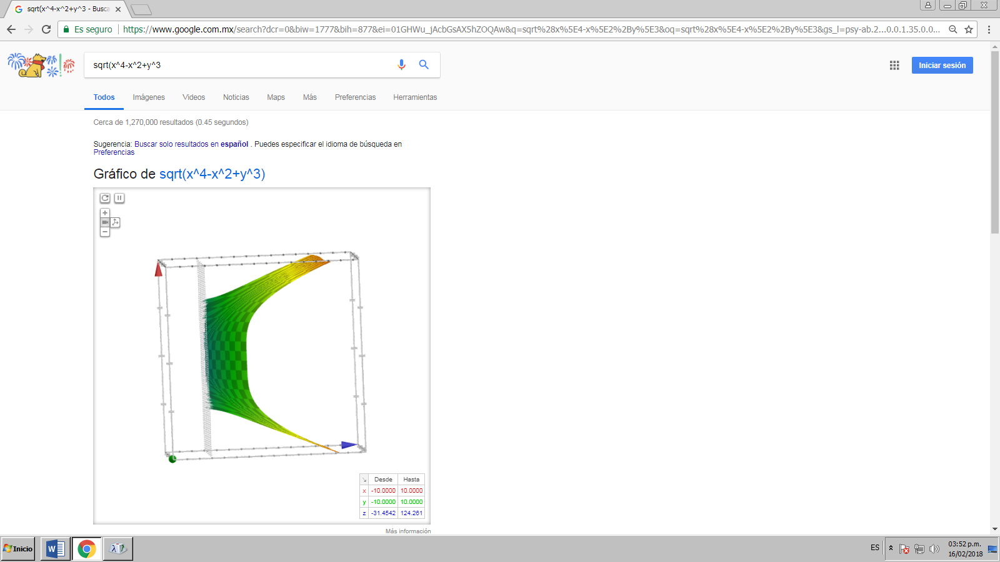 sqrt(x^4-x^2+y^3 - Busca
Es seguro https://www.google.com.mx/search?dcr=0&biw=1777&bih=877&ei=01GHWu_jAcbGsAX5hZOQAw&q=sqrt%28x%5E4-x%5E2%2By%5E3&oq=sqrt%28x%5E4-x%5E2%2By%5E3&gs_l=psy-ab.2...0.0.1.35.0.0...
sqrt(x^4-x^2+y^3
Iniciar sesión
Todos Imágenes Videos Noticias Maps Más Preferencias Herramientas
Cerca de 1,270,000 resultados (0.45 segundos)
Sugerencia: Buscar solo resultados en español . Puedes especificar el idioma de búsqueda en
Preferencias
Gráfico de sqrt(x^4-x^2+y^3)
Desde Hasta
x -10.0000 10.0000
y -10.0000 10.0000
z -31.4542 124.261
Más información
Inicio
ES
03:52 p.m.
16/02/2018